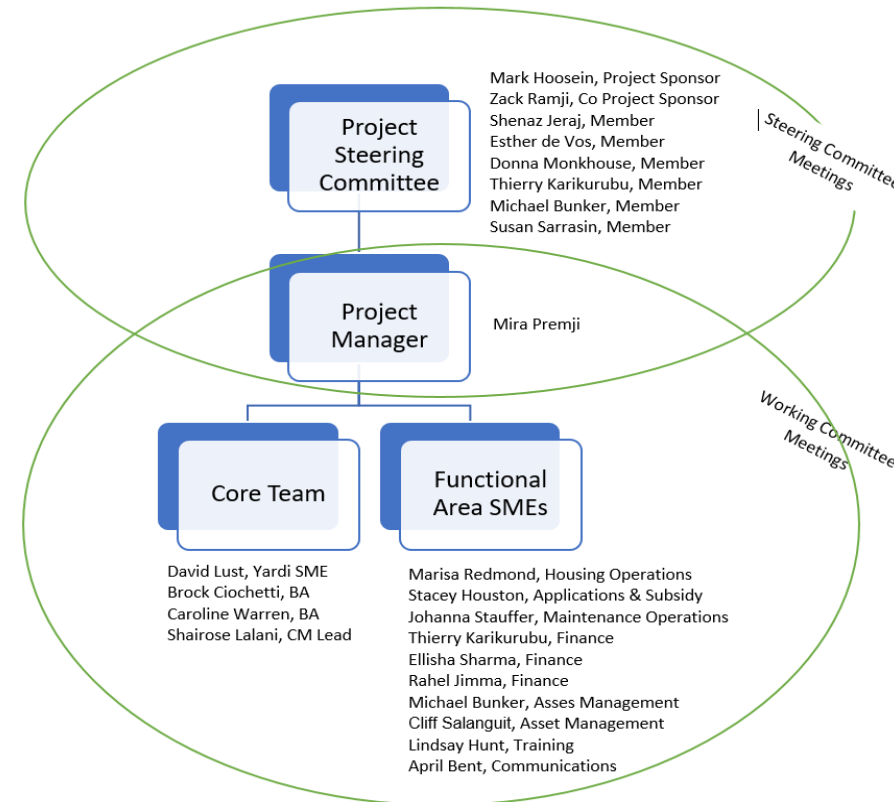 Project
Steering
Committee
Mark Hoosein, Project Sponsor
Zack Ramji, Co Project Sponsor
Shenaz Jeraj, Member
Esther de Vos, Member
Donna Monkhouse, Member
Thierry Karikurubu, Member
Michael Bunker, Member
Susan Sarrasin, Member
Steering Committee
Meetings
Project
Manager
Mira Premji
Working Committee
Meetings
Core Team
David Lust, Yardi SME
Brock Ciochetti, BA
Caroline Warren, BA
Shairose Lalani, CM Lead
Functional
Area SMEs
Marisa Redmond, Housing Operations
Stacey Houston, Applications & Subsidy
Johanna Stauffer, Maintenance Operations
Thierry Karikurubu, Finance
Ellisha Sharma, Finance
Rahel Jimma, Finance
Michael Bunker, Asses Management
Cliff Salanguit, Asset Management
Lindsay Hunt, Training
April Bent, Communications